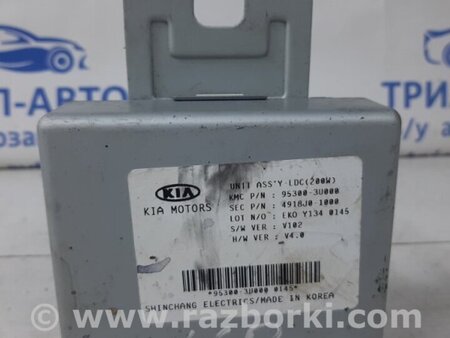 П-АВТО
ТРИ
/у а
UNIT ASS'Y-LDC(200W)
KIA
KMC P/N : 95300-3U000
KIA MOTORS
SEC P/N : 4918J0-1000
LOT N/O : EKO Y134 0145
S/W VER : V102
H/W VER : V4.0
*95300-3U000 0145*
SHINCHANG ELECTRICS/MADE IN KOREA
www.razborki.com